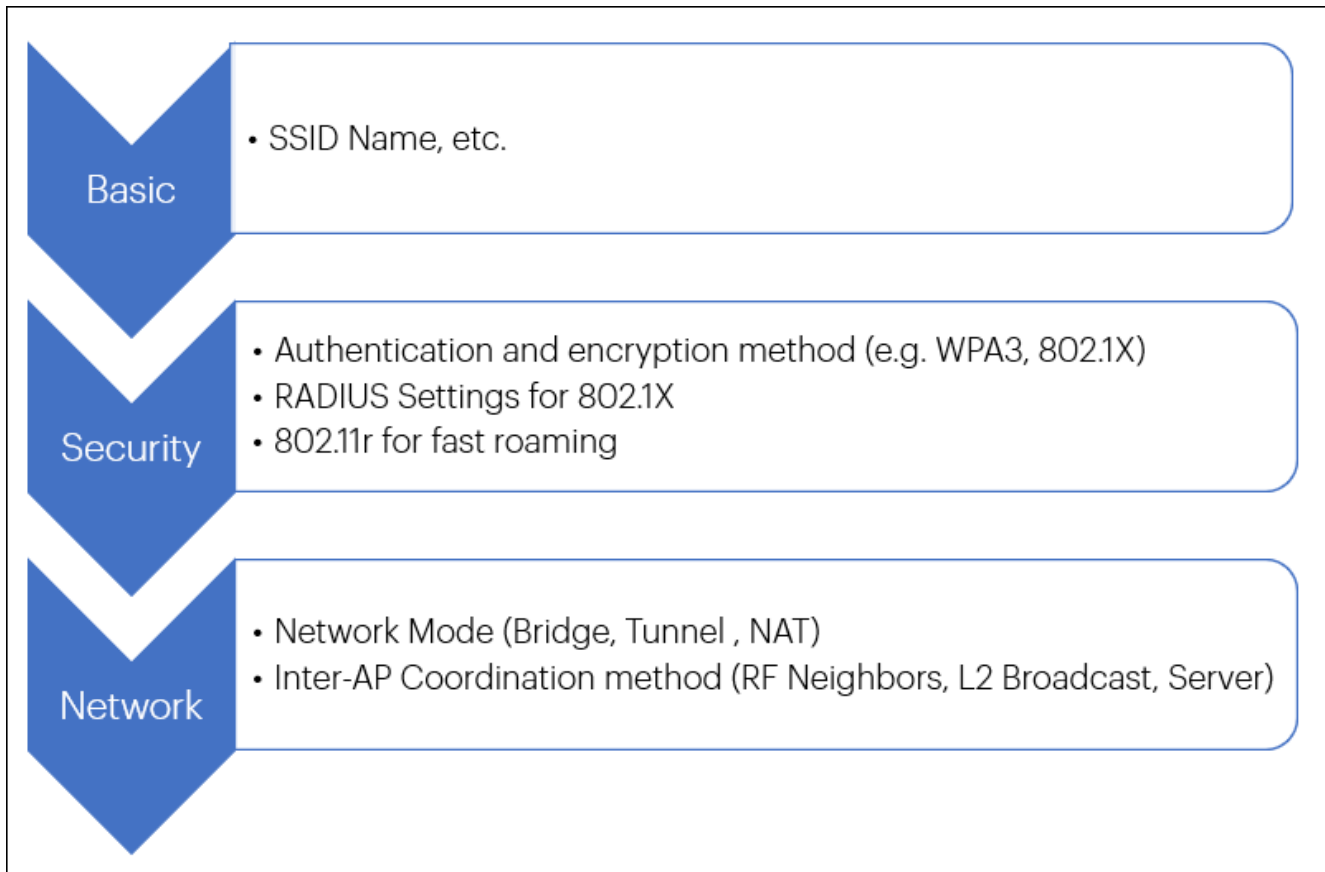 Basic
• SSID Name, etc.
Security
• Authentication and encryption method (e.g. WPA3, 802.1X)
• RADIUS Settings for 802.1X
• 802.11r for fast roaming
Network
• Network Mode (Bridge, Tunnel , NAT)
• Inter-AP Coordination method (RF Neighbors, L2 Broadcast, Server)